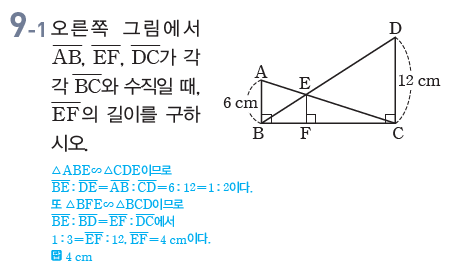 9-1 오른쪽 그림에서
AB, EF, DC가 각
각 BC와 수직일 때,
EF의 길이를 구하
시오.
D
A
E
12 cm
6 cm
B
F
C
△ABE∽△CDE이므로
BE : DE=AB : CD=6 : 12=1 : 2이다.
또 △BFE∽△BCD이므로
BE : BD=EF : DC에서
1 : 3=EF : 12, EF=4 cm이다.
답 4 cm